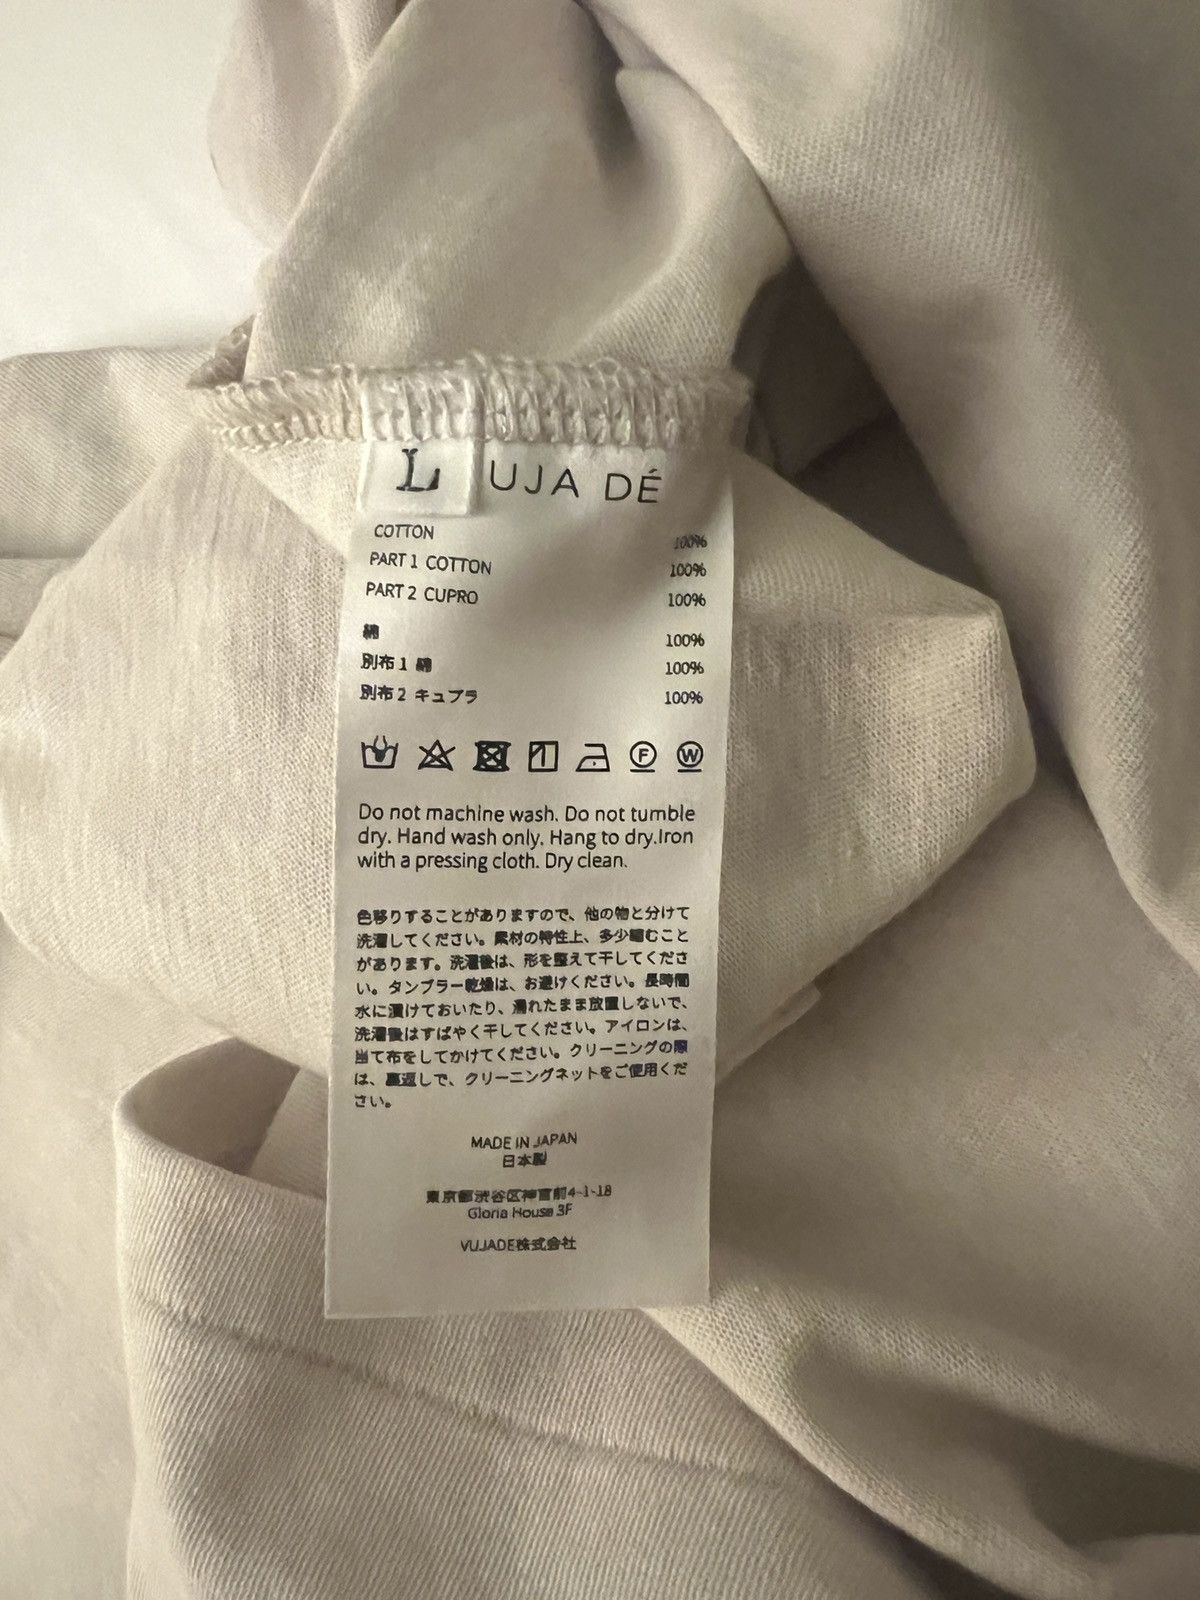 L UJA DÉ
COTTON 100%
PART 1 COTTON 100%
PART 2 CUPRO 100%
綿 100%
別布 1 綿 100%
別布 2 キュプラ 100%
F W
Do not machine wash. Do not tumble
dry. Hand wash only. Hang to dry.Iron
with a pressing cloth. Dry clean.
色移りすることがありますので、他の物と分けて
洗濯してください。素材の特性上、多少縮むこと
があります。洗濯後は、形を整えて干してくださ
い。タンブラー乾燥は、お避けください。長時間
水に漬けておいたり、濡れたまま放置しないで、
洗濯後はすばやく干してください。アイロンは、
当て布をしてかけてください。クリーニングの際
は、裏返しで、クリーニングネットをご使用くだ
さい。
MADE IN JAPAN
日本製
東京都渋谷区神宮前4-1-18
Gloria House 3F
VUJADE株式会社